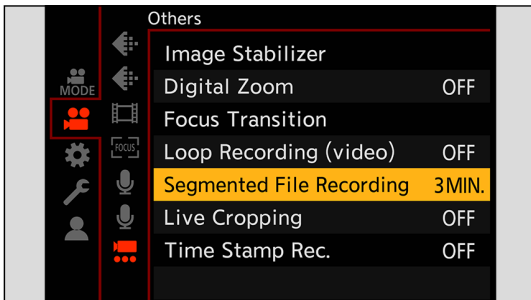 Others
Image Stabilizer
MODE
Digital Zoom OFF
Focus Transition
FOCUS
Loop Recording (video) OFF
Segmented File Recording 3MIN.
Live Cropping OFF
Time Stamp Rec. OFF